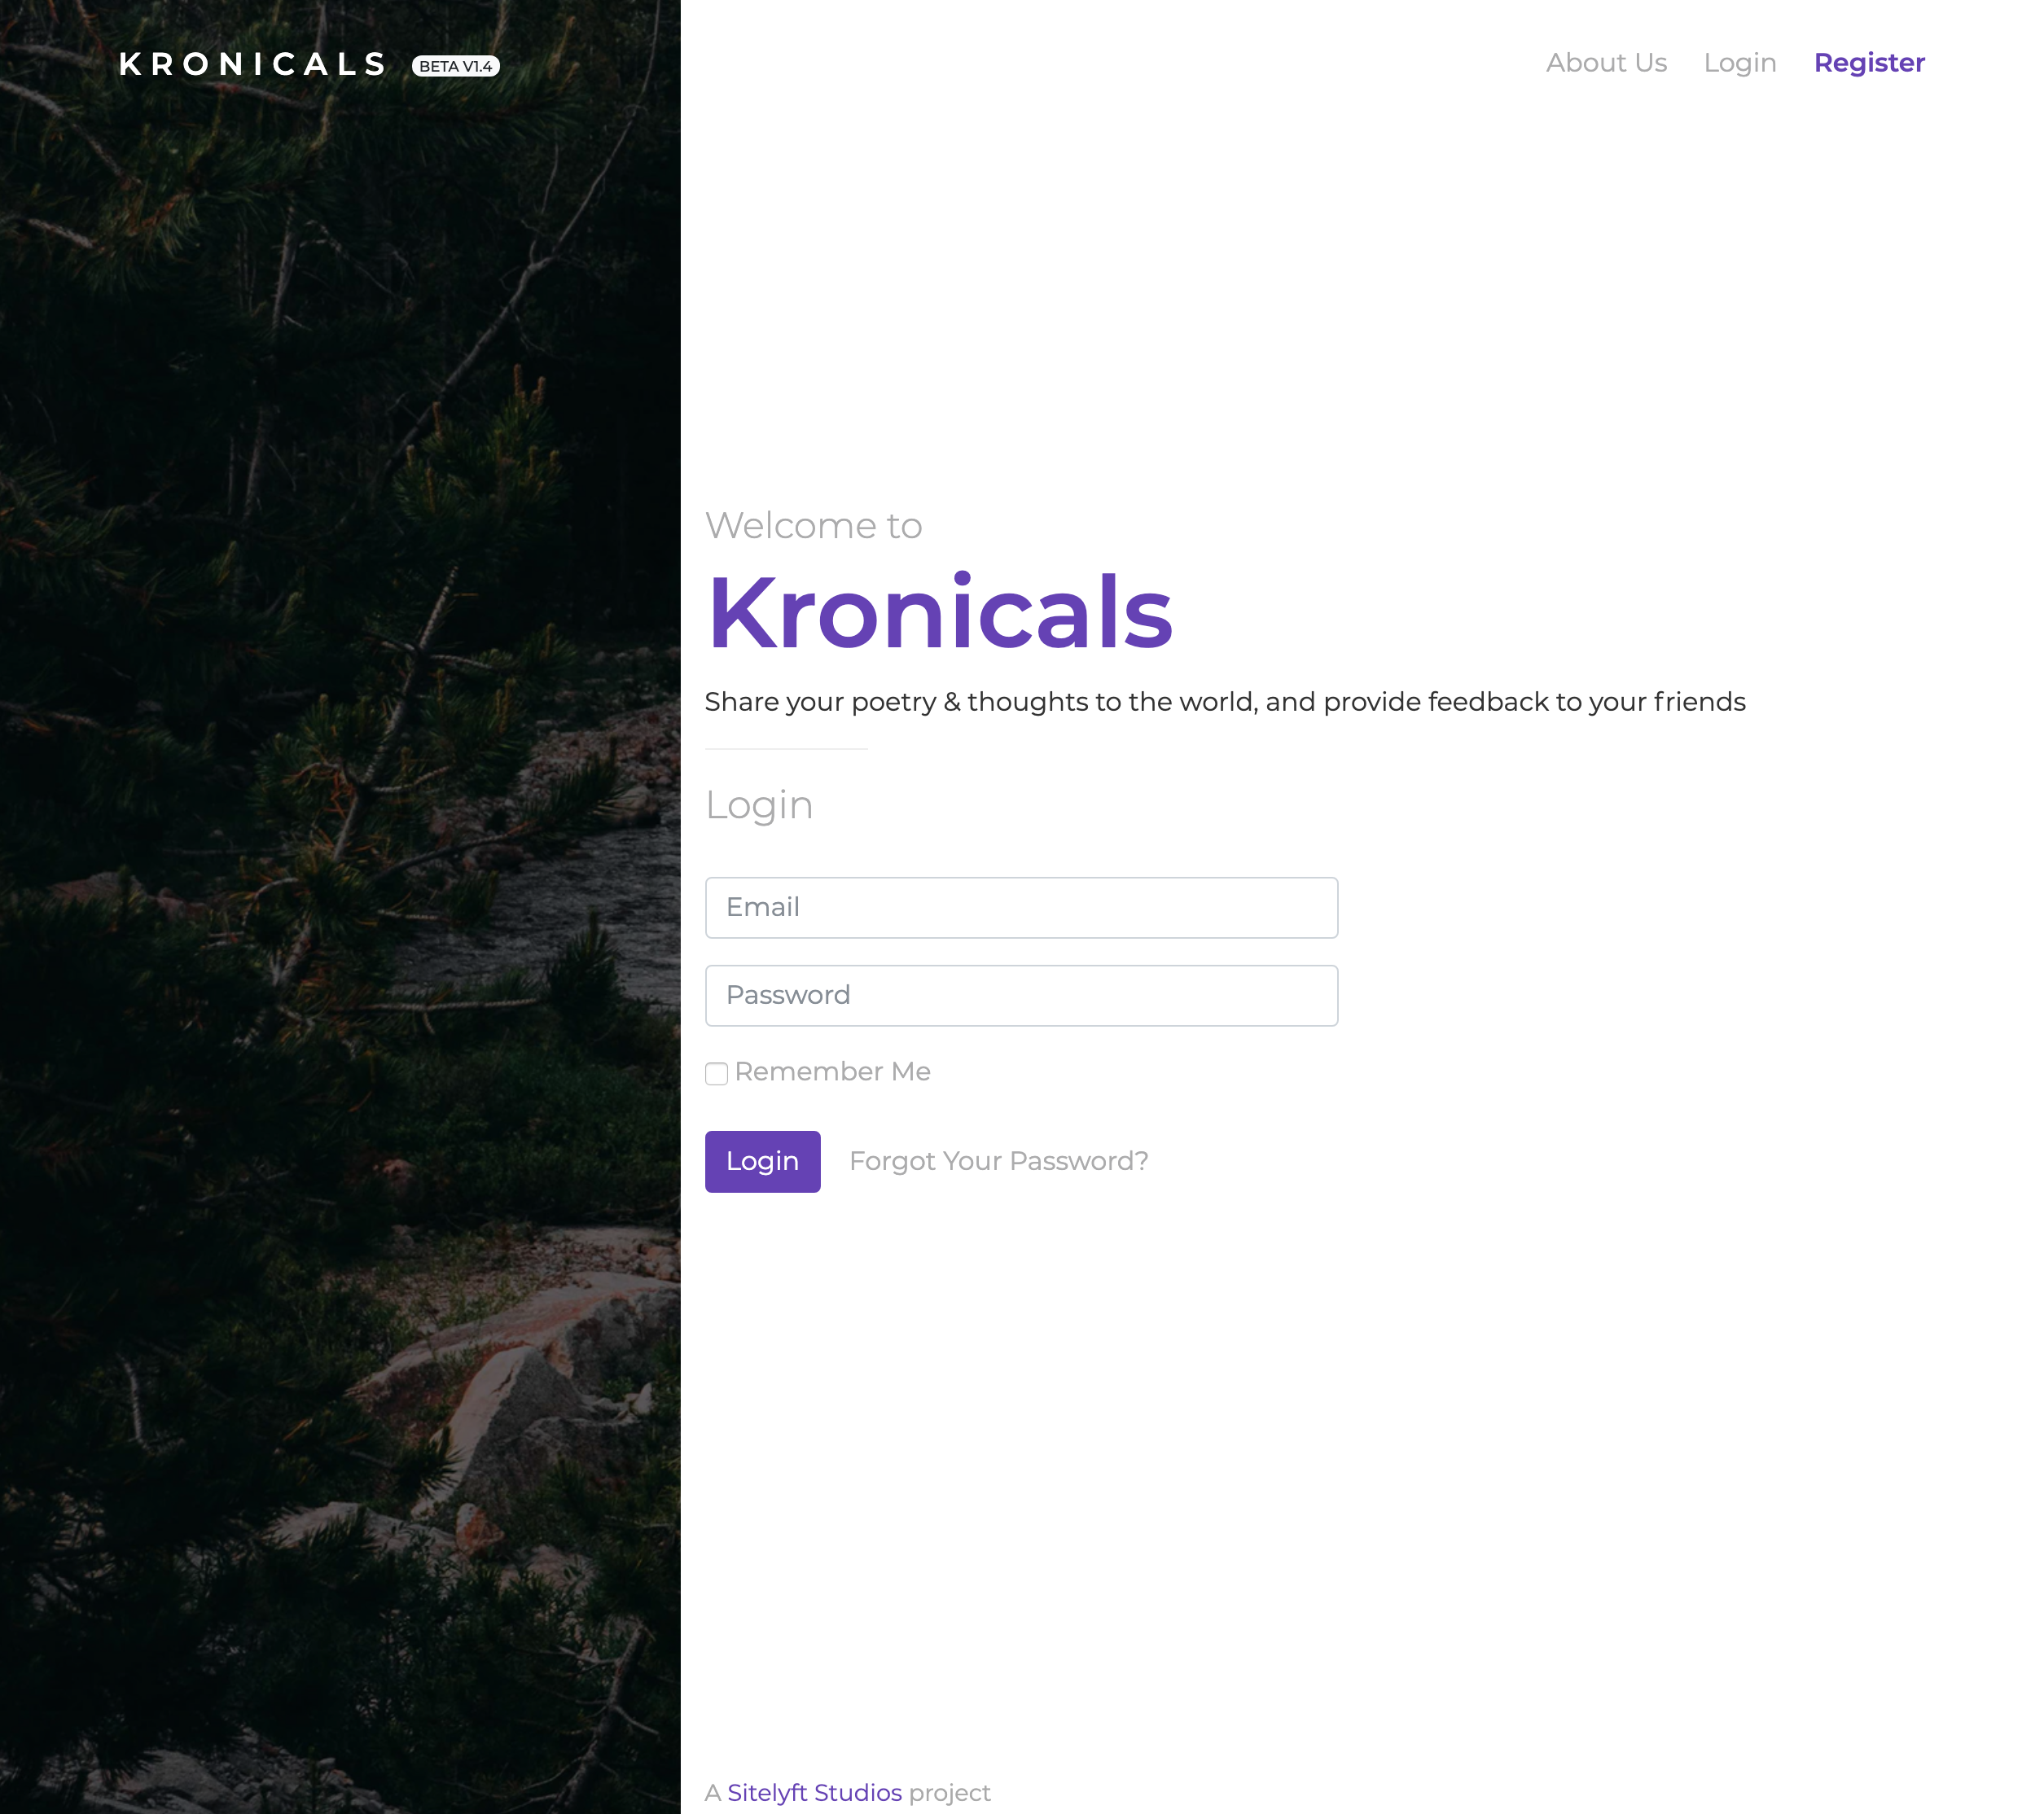 KRONICALS BETA V1.4
About Us Login Register
Welcome to
Kronicals
Share your poetry & thoughts to the world, and provide feedback to your friends
Login
Email
Password
Remember Me
Login Forgot Your Password?
A Sitelyft Studios project